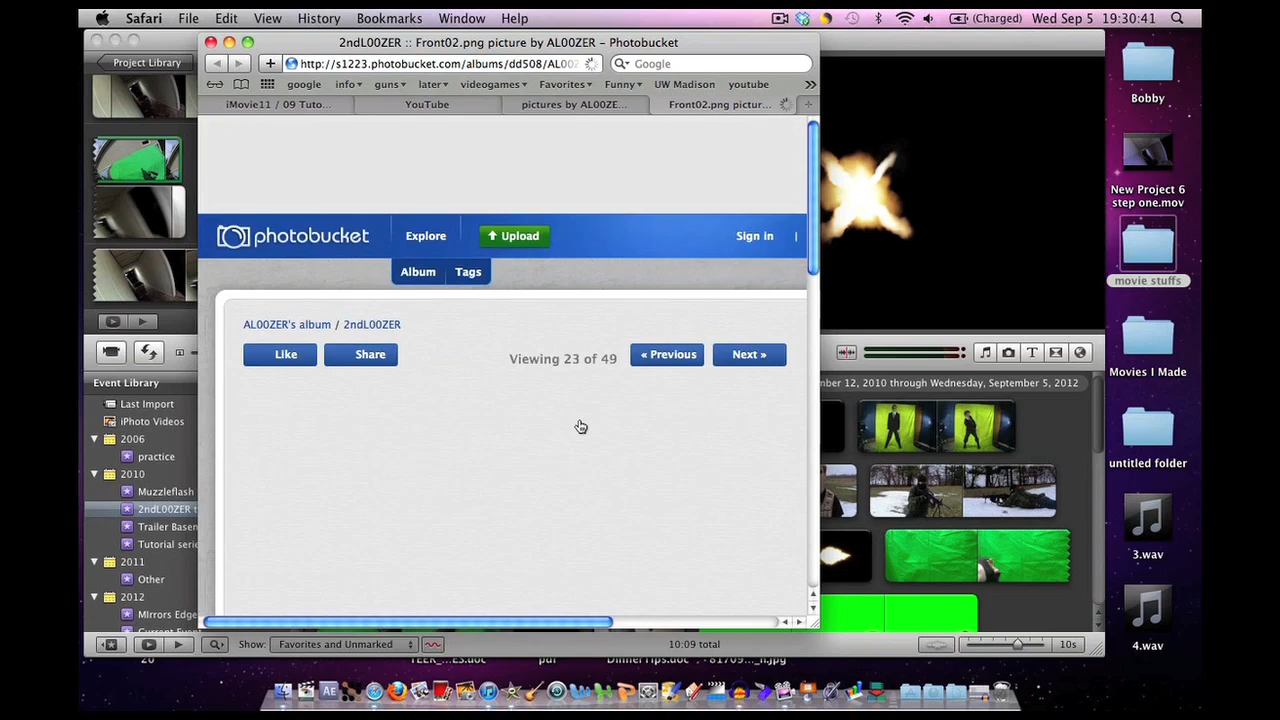 Safari File Edit View History Bookmarks Window Help (Charged) Wed Sep 5 19:30:41
2ndL00ZER :: Front02.png picture by AL00ZER – Photobucket
Project Library
http://s1223.photobucket.com/albums/dd508/AL00 Google
google info guns later videogames Favorites Funny UW Madison youtube
iMovie11 / 09 Tuto... YouTube pictures by AL00ZE... Front02.png pictur...
Bobby
New Project 6
step one.mov
photobucket Explore Upload Sign in
Album Tags
movie stuffs
AL00ZER's album / 2ndL00ZER
Like Share Viewing 23 of 49 « Previous Next »
Movies I Made
Event Library
mber 12, 2010 through Wednesday, September 5, 2012
Last Import
iPhoto Videos
2006
practice
untitled folder
2010
Muzzleflash
2ndL00ZER t
Trailer Basen
Tutorial serie
3.wav
2011
Other
2012
MIrrors Edge
Current Even
Show: Favorites and Unmarked 10:09 total 10s
4.wav
AE